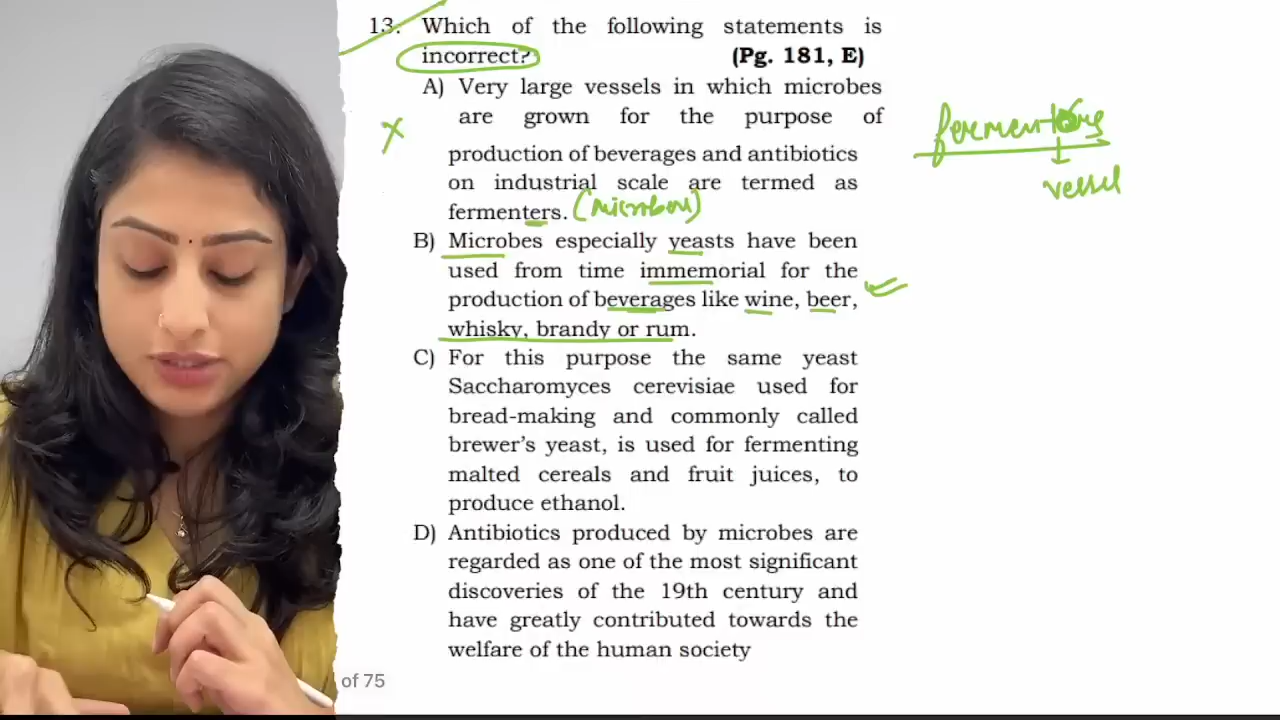 13. Which of the following statements is
incorrect? (Pg. 181, E)
A) Very large vessels in which microbes
are grown for the purpose of
production of beverages and antibiotics
on industrial scale are termed as
fermenters. (microbes)
B) Microbes especially yeasts have been
used from time immemorial for the
production of beverages like wine, beer,
whisky, brandy or rum.
C) For this purpose the same yeast
Saccharomyces cerevisiae used for
bread-making and commonly called
brewer's yeast, is used for fermenting
malted cereals and fruit juices, to
produce ethanol.
D) Antibiotics produced by microbes are
regarded as one of the most significant
discoveries of the 19th century and
have greatly contributed towards the
welfare of the human society
of 75
fermentors
vessel